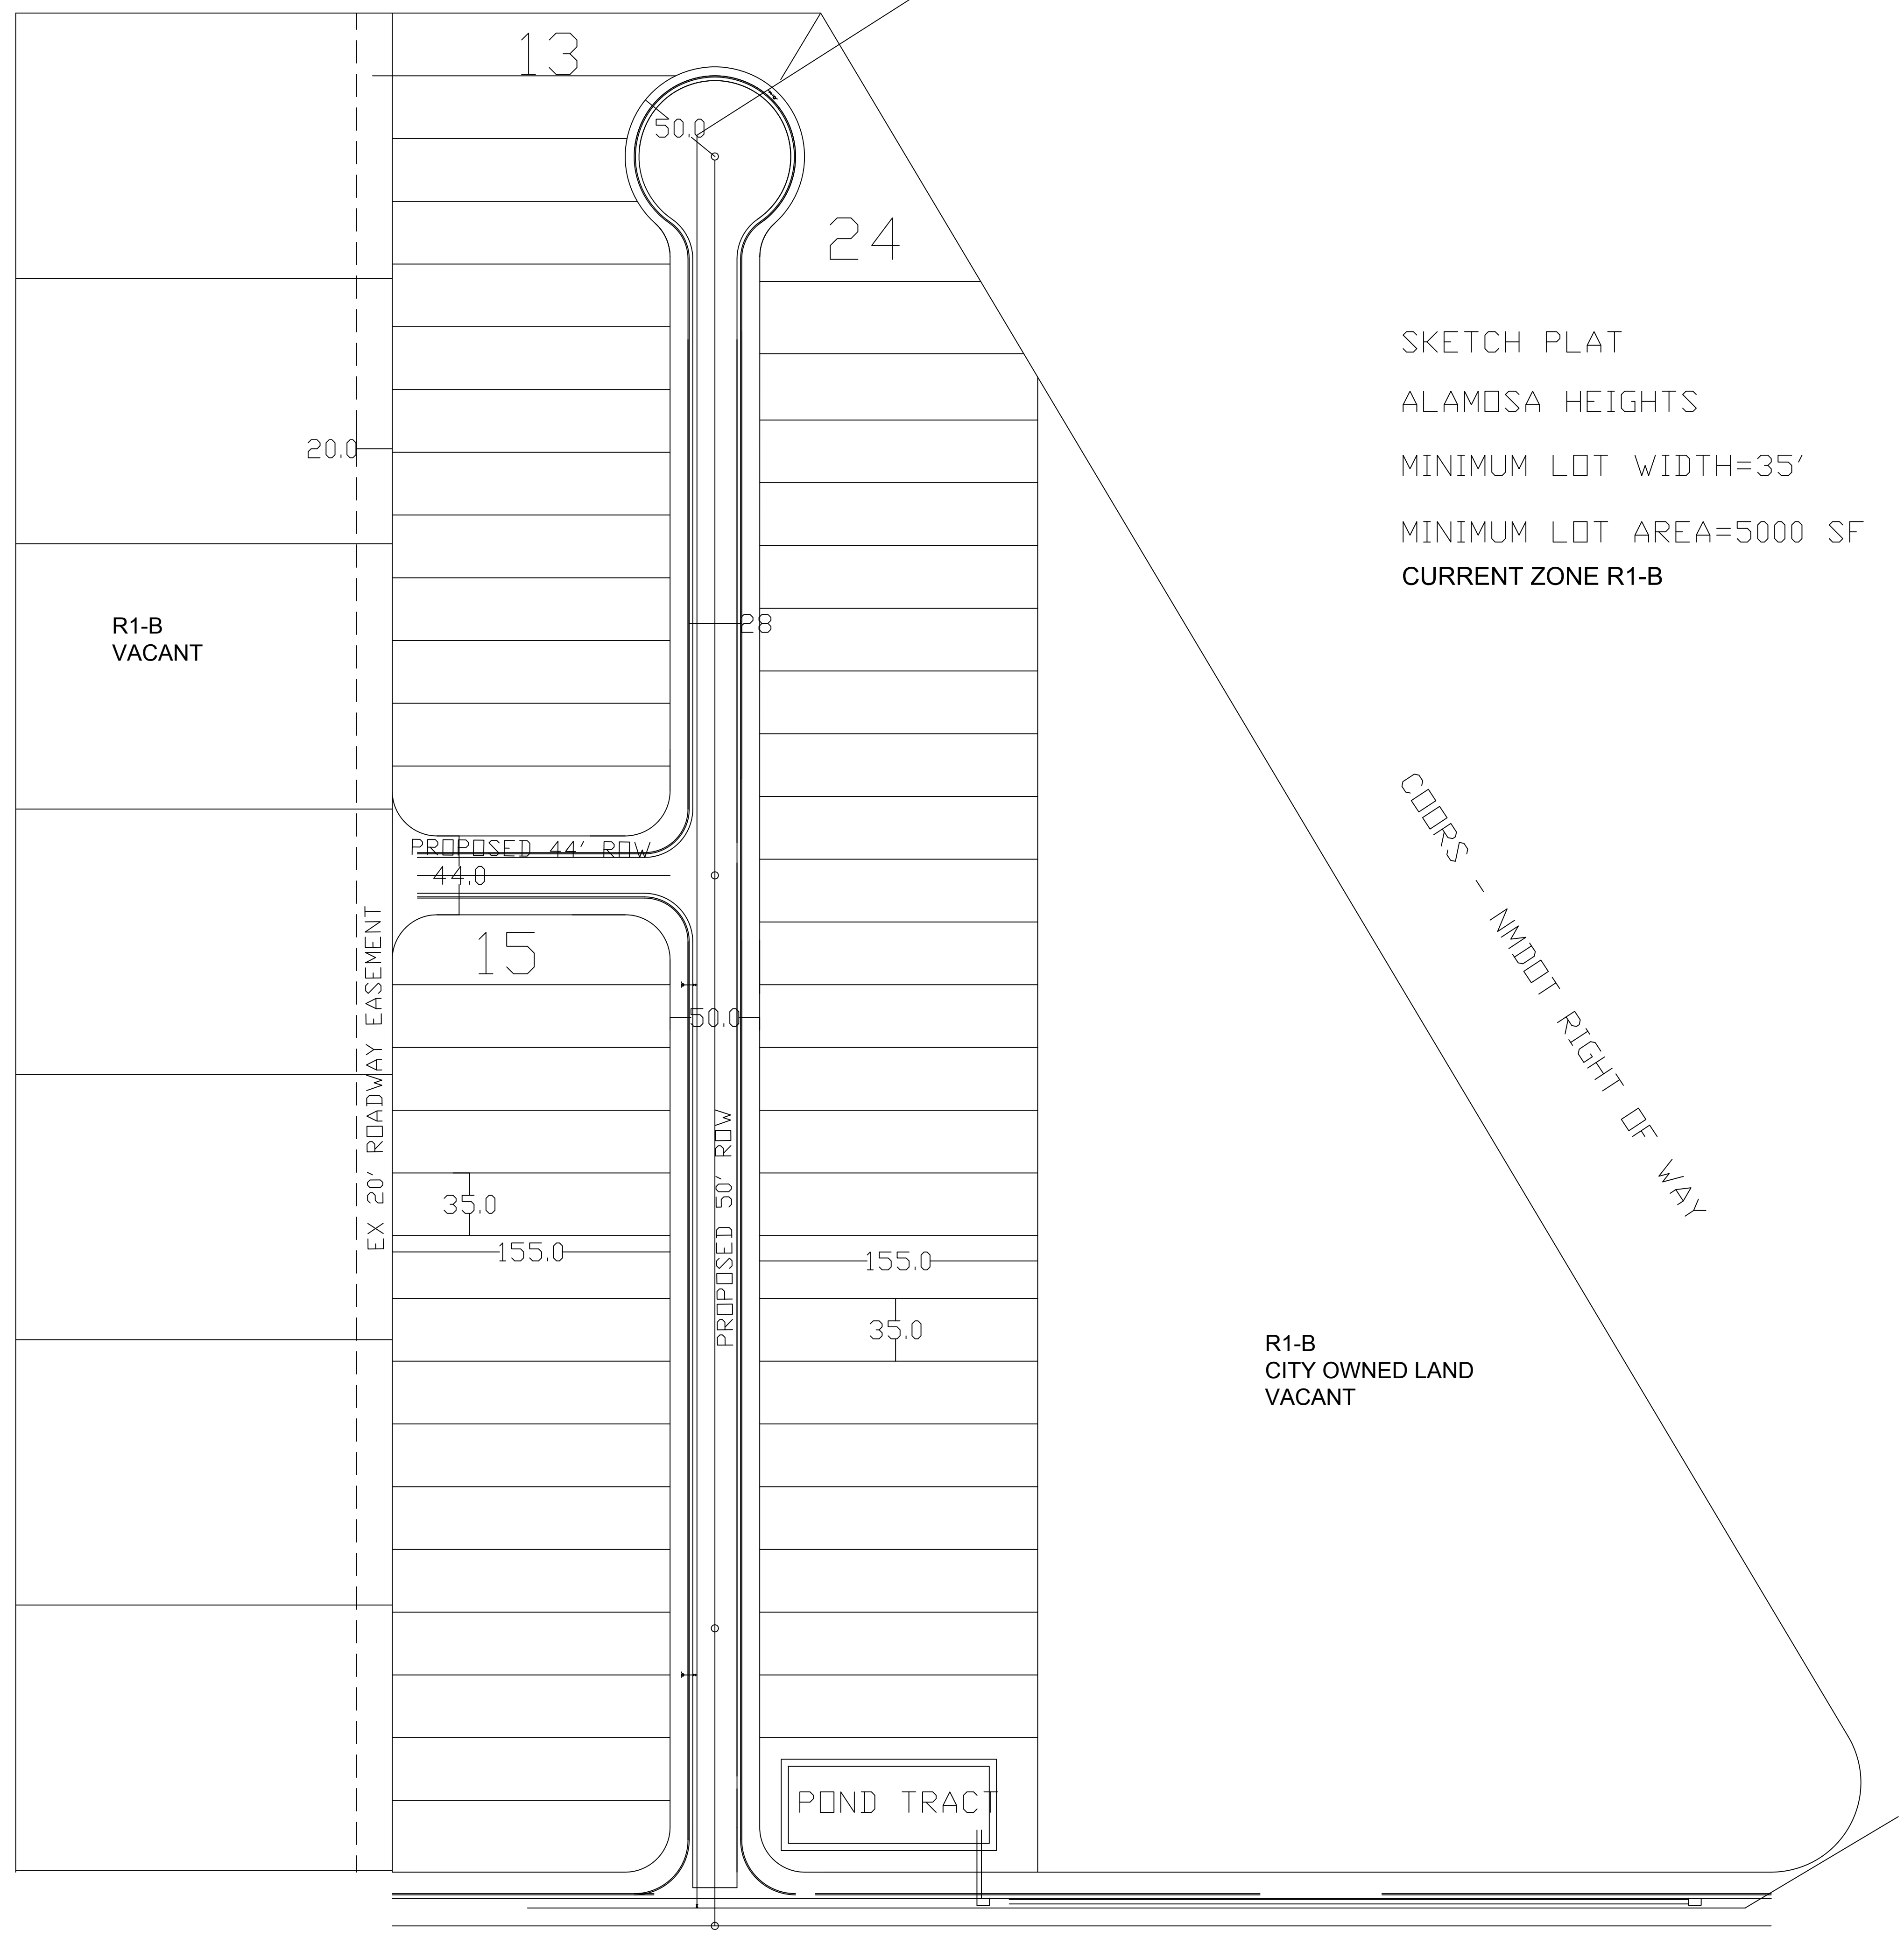 13
50.0
24
SKETCH PLAT
ALAMOSA HEIGHTS
MINIMUM LOT WIDTH=35'
MINIMUM LOT AREA=5000 SF
CURRENT ZONE R1-B
20.0
R1-B
VACANT
28
PROPOSED 44' ROW
44.0
COORS - NMDOT RIGHT OF WAY
15
EX 20' ROADWAY EASEMENT
50.0
PROPOSED 50' ROW
35.0
155.0
155.0
35.0
R1-B
CITY OWNED LAND
VACANT
POND TRACT